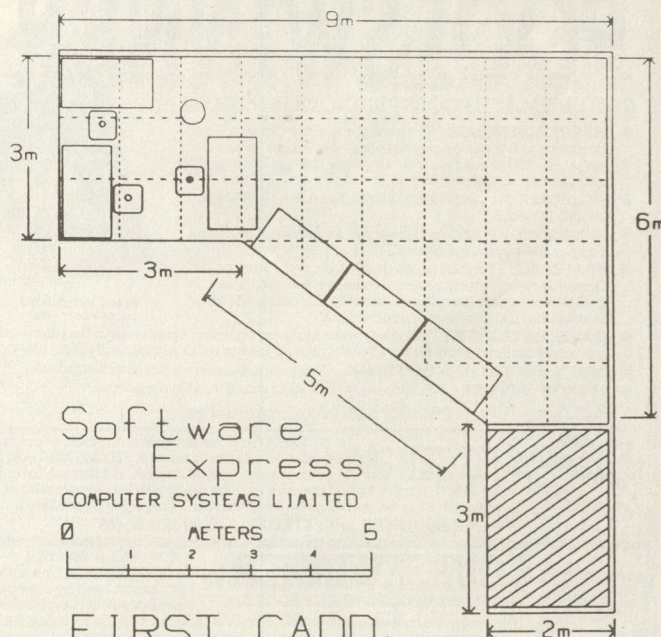 9m
3m
6m
3m
5m
Software
Express
COMPUTER SYSTEMS LIMITED
0 METERS 5
1 2 3 4
3m
FIRST CADD.
2m